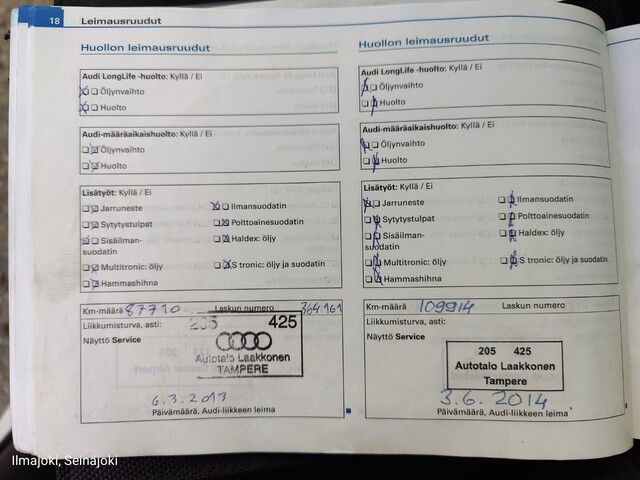 18 Leimausruudut
Huollon leimausruudut
Audi LongLife -huolto: Kyllä / Ei
Öljynvaihto
Huolto
Audi-määräaikaishuolto: Kyllä / Ei
Öljynvaihto
Huolto
Lisätyöt: Kyllä / Ei
Jarruneste
Ilmansuodatin
Sytytystulpat
Polttoainesuodatin
Sisäilman-
suodatin
Haldex: öljy
Multitronic: öljy
S tronic: öljy ja suodatin
Hammashihna
Km-määrä 87710 Laskun numero 364161
Liikkumisturva, asti:
Näyttö Service
205 425
Autotalo Laakkonen
TAMPERE
6.3.2013
Päivämäärä, Audi-liikkeen leima
Huollon leimausruudut
Audi LongLife -huolto: Kyllä / Ei
Öljynvaihto
Huolto
Audi-määräaikaishuolto: Kyllä / Ei
Öljynvaihto
Huolto
Lisätyöt: Kyllä / Ei
Jarruneste
Ilmansuodatin
Sytytystulpat
Polttoainesuodatin
Sisäilman-
suodatin
Haldex: öljy
Multitronic: öljy
S tronic: öljy ja suodatin
Hammashihna
Km-määrä 109914 Laskun numero
Liikkumisturva, asti:
Näyttö Service
205 425
Autotalo Laakkonen
Tampere
3.6.2014
Päivämäärä, Audi-liikkeen leima
Ilmajoki, Seinäjoki